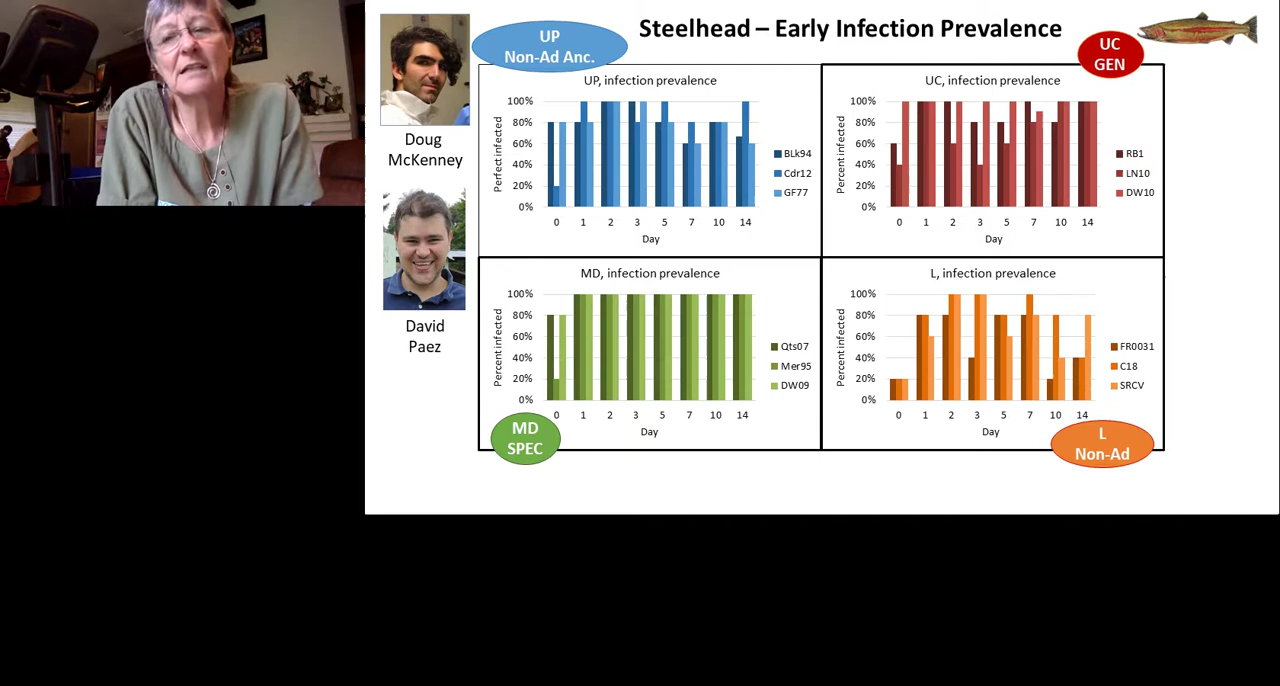 Steelhead – Early Infection Prevalence
UP
Non-Ad Anc.
UC
GEN
Doug
McKenney
David
Paez
UP, infection prevalence
Perfect infected
100%
80%
60%
40%
20%
0%
0 1 2 3 5 7 10 14
Day
BLk94
Cdr12
GF77
UC, infection prevalence
Percent infected
100%
80%
60%
40%
20%
0%
0 1 2 3 5 7 10 14
Day
RB1
LN10
DW10
MD, infection prevalence
Percent infected
100%
80%
60%
40%
20%
0%
0 1 2 3 5 7 10 14
Day
Qts07
Mer95
DW09
MD
SPEC
L, infection prevalence
Percent infected
100%
80%
60%
40%
20%
0%
0 1 2 3 5 7 10 14
Day
FR0031
C18
SRCV
L
Non-Ad